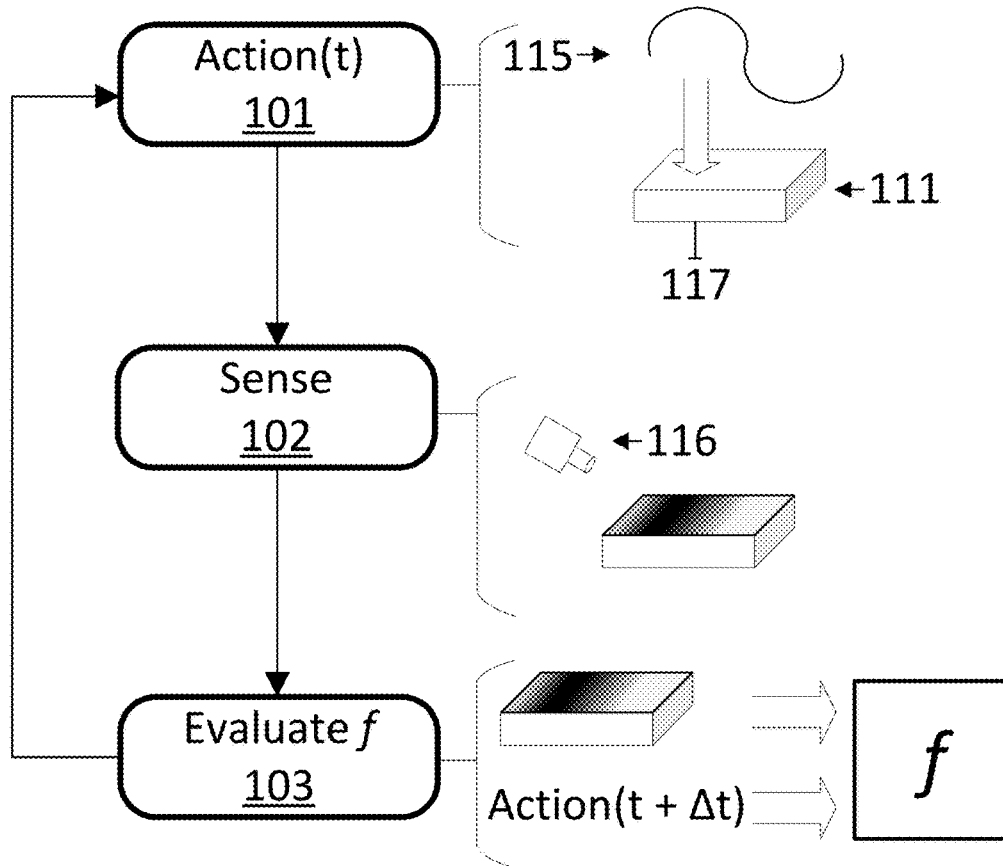 Action(t)
101
115
111
117
Sense
102
116
Evaluate f
103
Action(t + Δt)
f